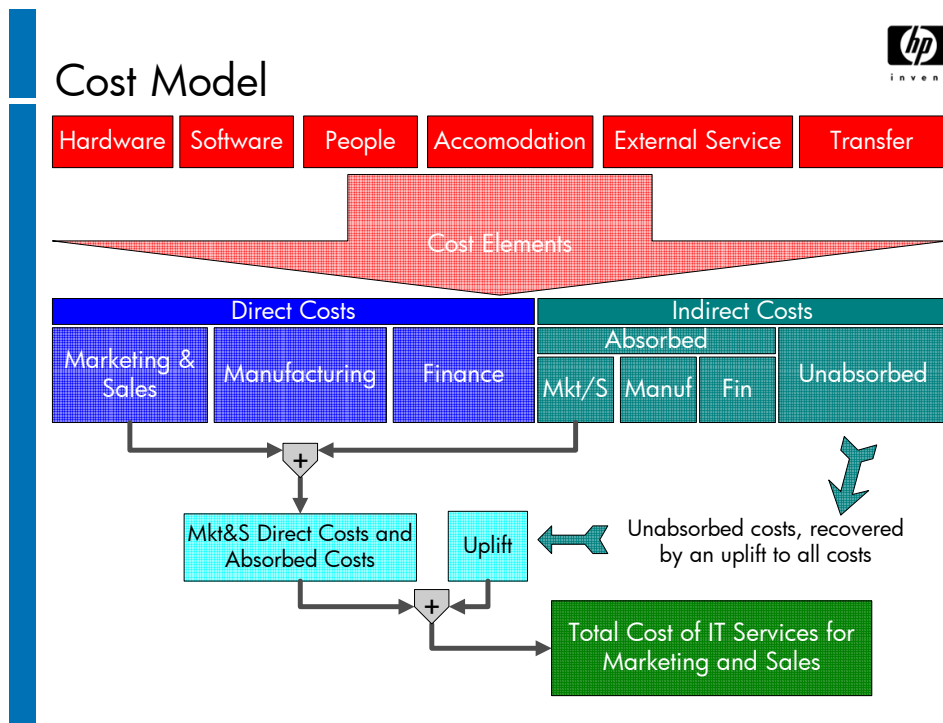 hp
inven
Cost Model
Hardware
Software
People
Accomodation
External Service
Transfer
Cost Elements
Direct Costs
Indirect Costs
Marketing &
Sales
Manufacturing
Finance
Absorbed
Mkt/S
Manuf
Fin
Unabsorbed
+
Mkt&S Direct Costs and
Absorbed Costs
Uplift
Unabsorbed costs, recovered
by an uplift to all costs
+
Total Cost of IT Services for
Marketing and Sales